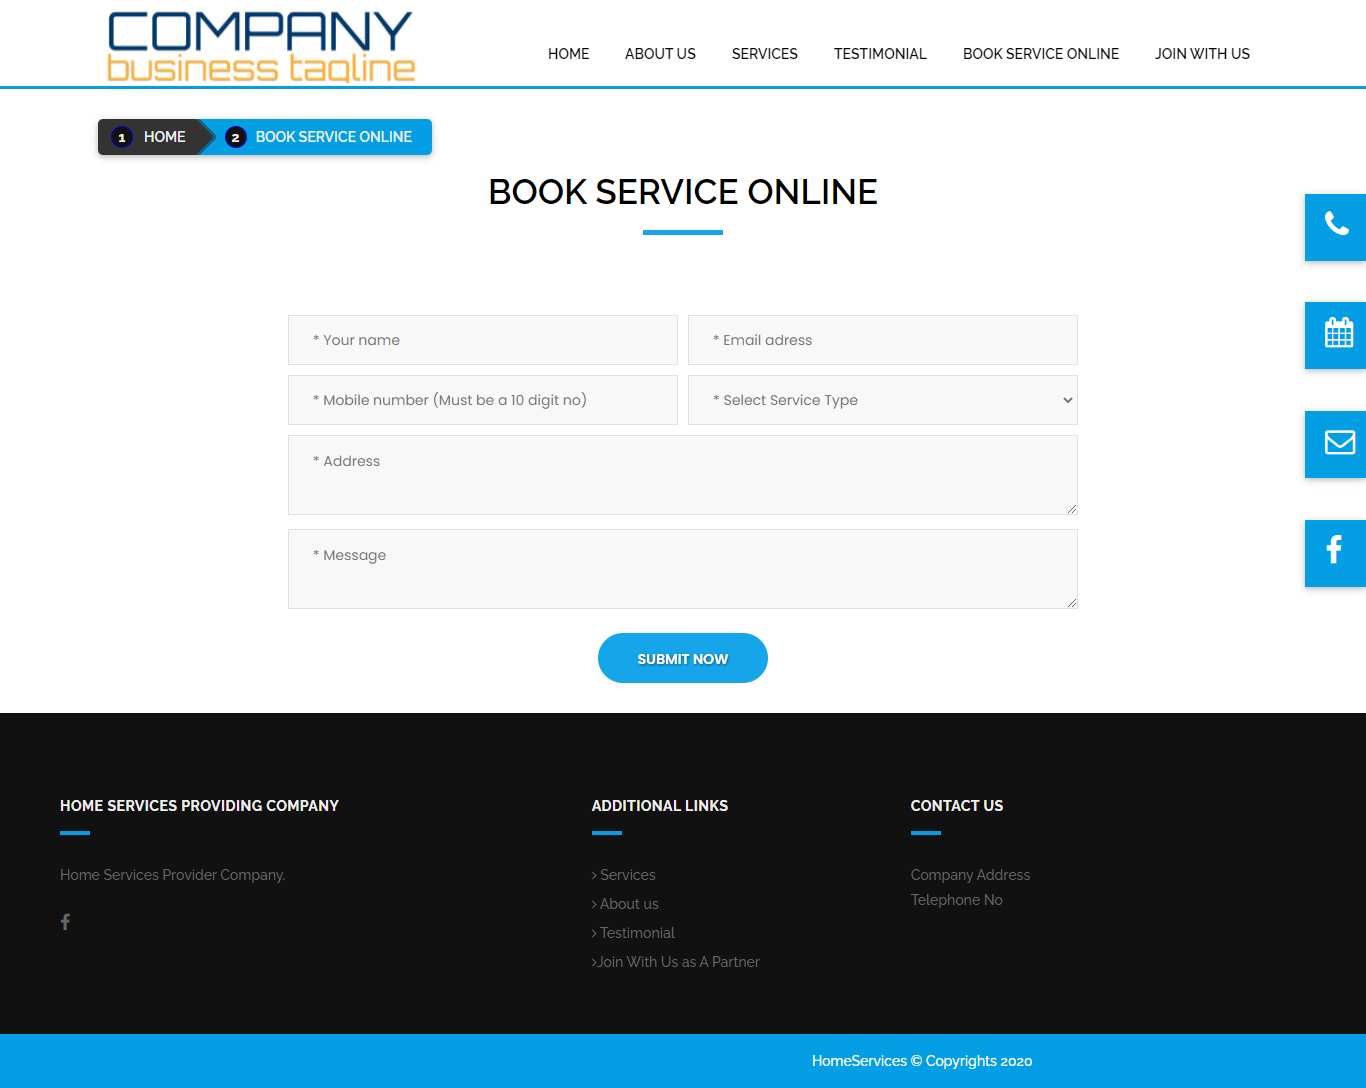 COMPANY
business tagline
HOME ABOUT US SERVICES TESTIMONIAL BOOK SERVICE ONLINE JOIN WITH US
1 HOME 2 BOOK SERVICE ONLINE
BOOK SERVICE ONLINE
* Your name
* Email adress
* Mobile number (Must be a 10 digit no)
* Select Service Type
* Address
* Message
SUBMIT NOW
HOME SERVICES PROVIDING COMPANY
Home Services Provider Company.
ADDITIONAL LINKS
> Services
> About us
> Testimonial
>Join With Us as A Partner
CONTACT US
Company Address
Telephone No
HomeServices © Copyrights 2020